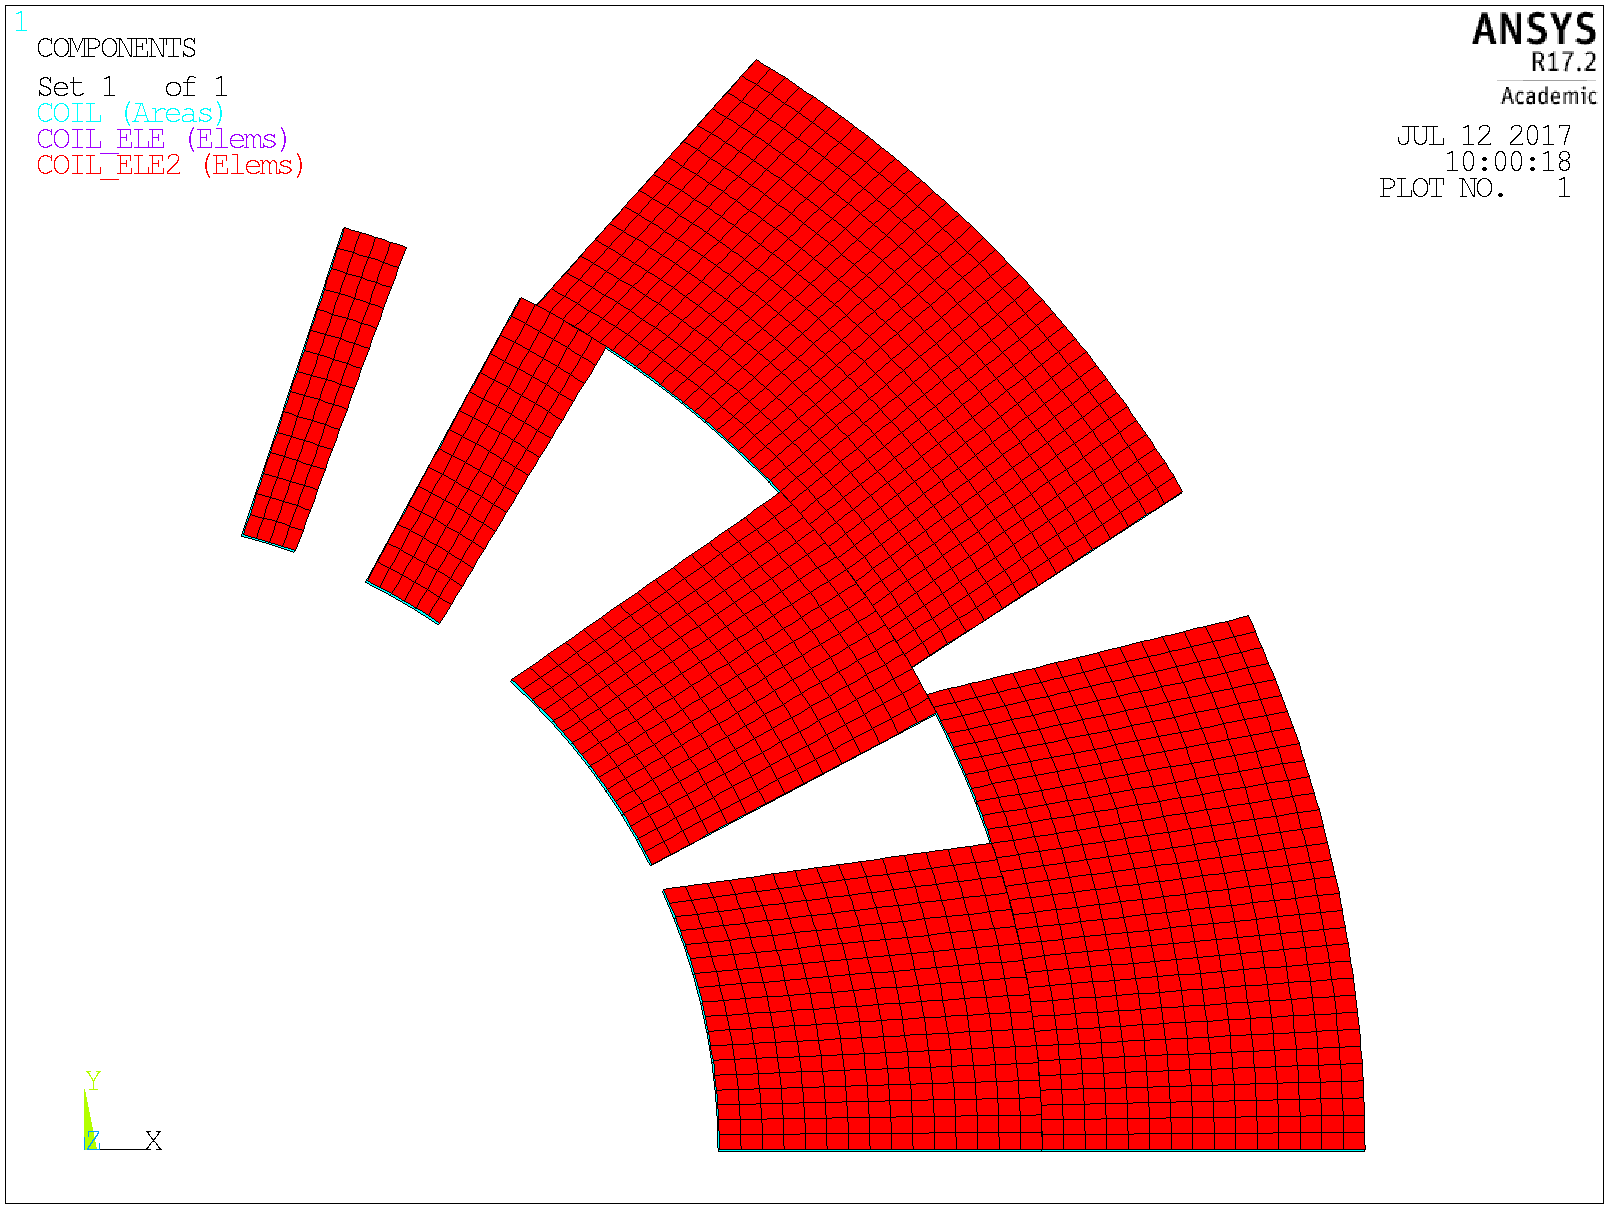 1
COMPONENTS
Set 1 of 1
COIL (Areas)
COIL_ELE (Elems)
COIL_ELE2 (Elems)
ANSYS
R17.2
Academic
JUL 12 2017
10:00:18
PLOT NO. 1
Y
Z X